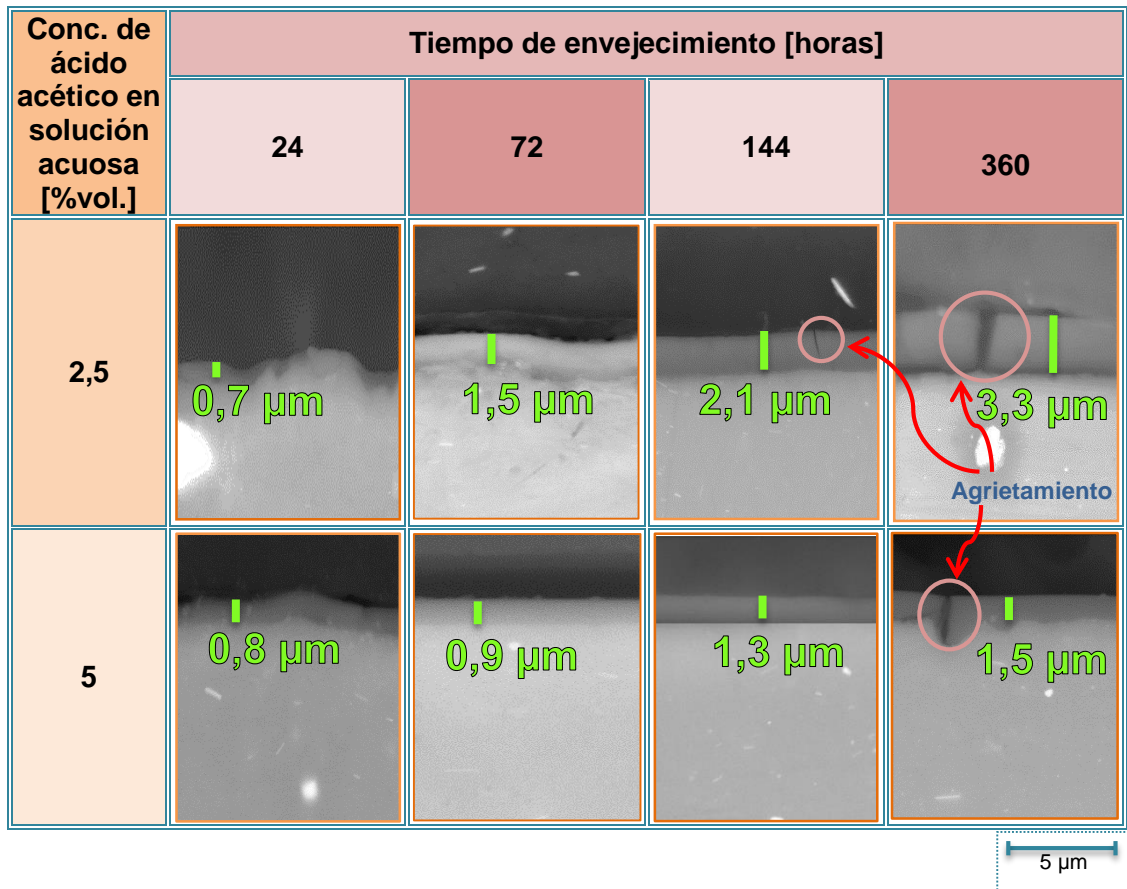 Conc. de
ácido
acético en
solución
acuosa
[%vol.]
Tiempo de envejecimiento [horas]
24
72
144
360
2,5
0,7 µm
1,5 µm
2,1 µm
3,3 µm
Agrietamiento
5
0,8 µm
0,9 µm
1,3 µm
1,5 µm
5 µm